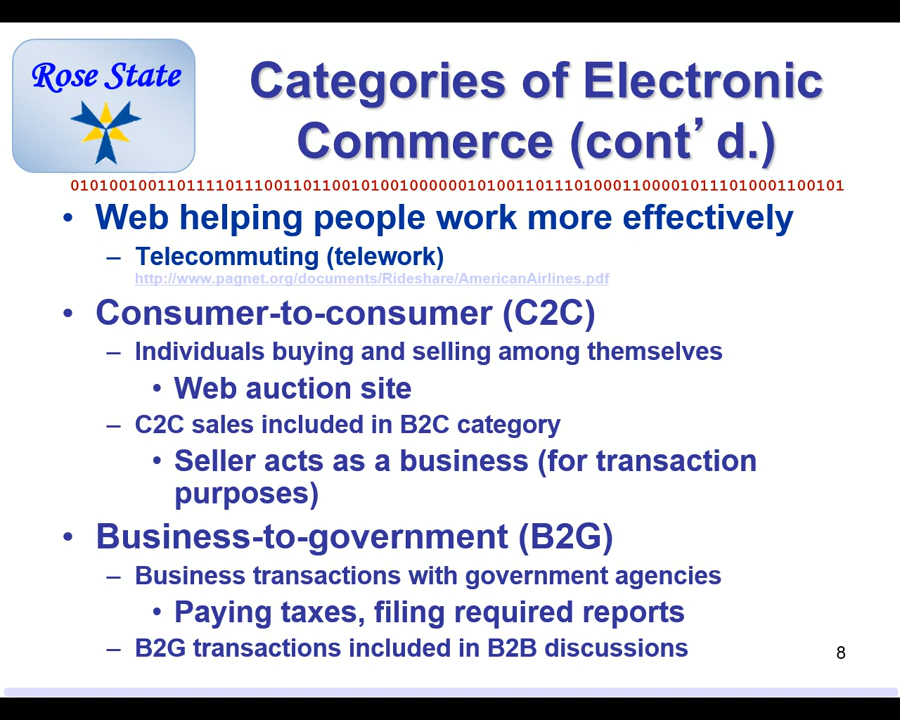 Rose State
Categories of Electronic
Commerce (cont’d.)
01010010011011110111001101100101001000000101001101110100011000010111010001100101
• Web helping people work more effectively
– Telecommuting (telework)
http://www.pagnet.org/documents/Rideshare/AmericanAirlines.pdf
• Consumer-to-consumer (C2C)
– Individuals buying and selling among themselves
• Web auction site
– C2C sales included in B2C category
• Seller acts as a business (for transaction
purposes)
• Business-to-government (B2G)
– Business transactions with government agencies
• Paying taxes, filing required reports
– B2G transactions included in B2B discussions
8